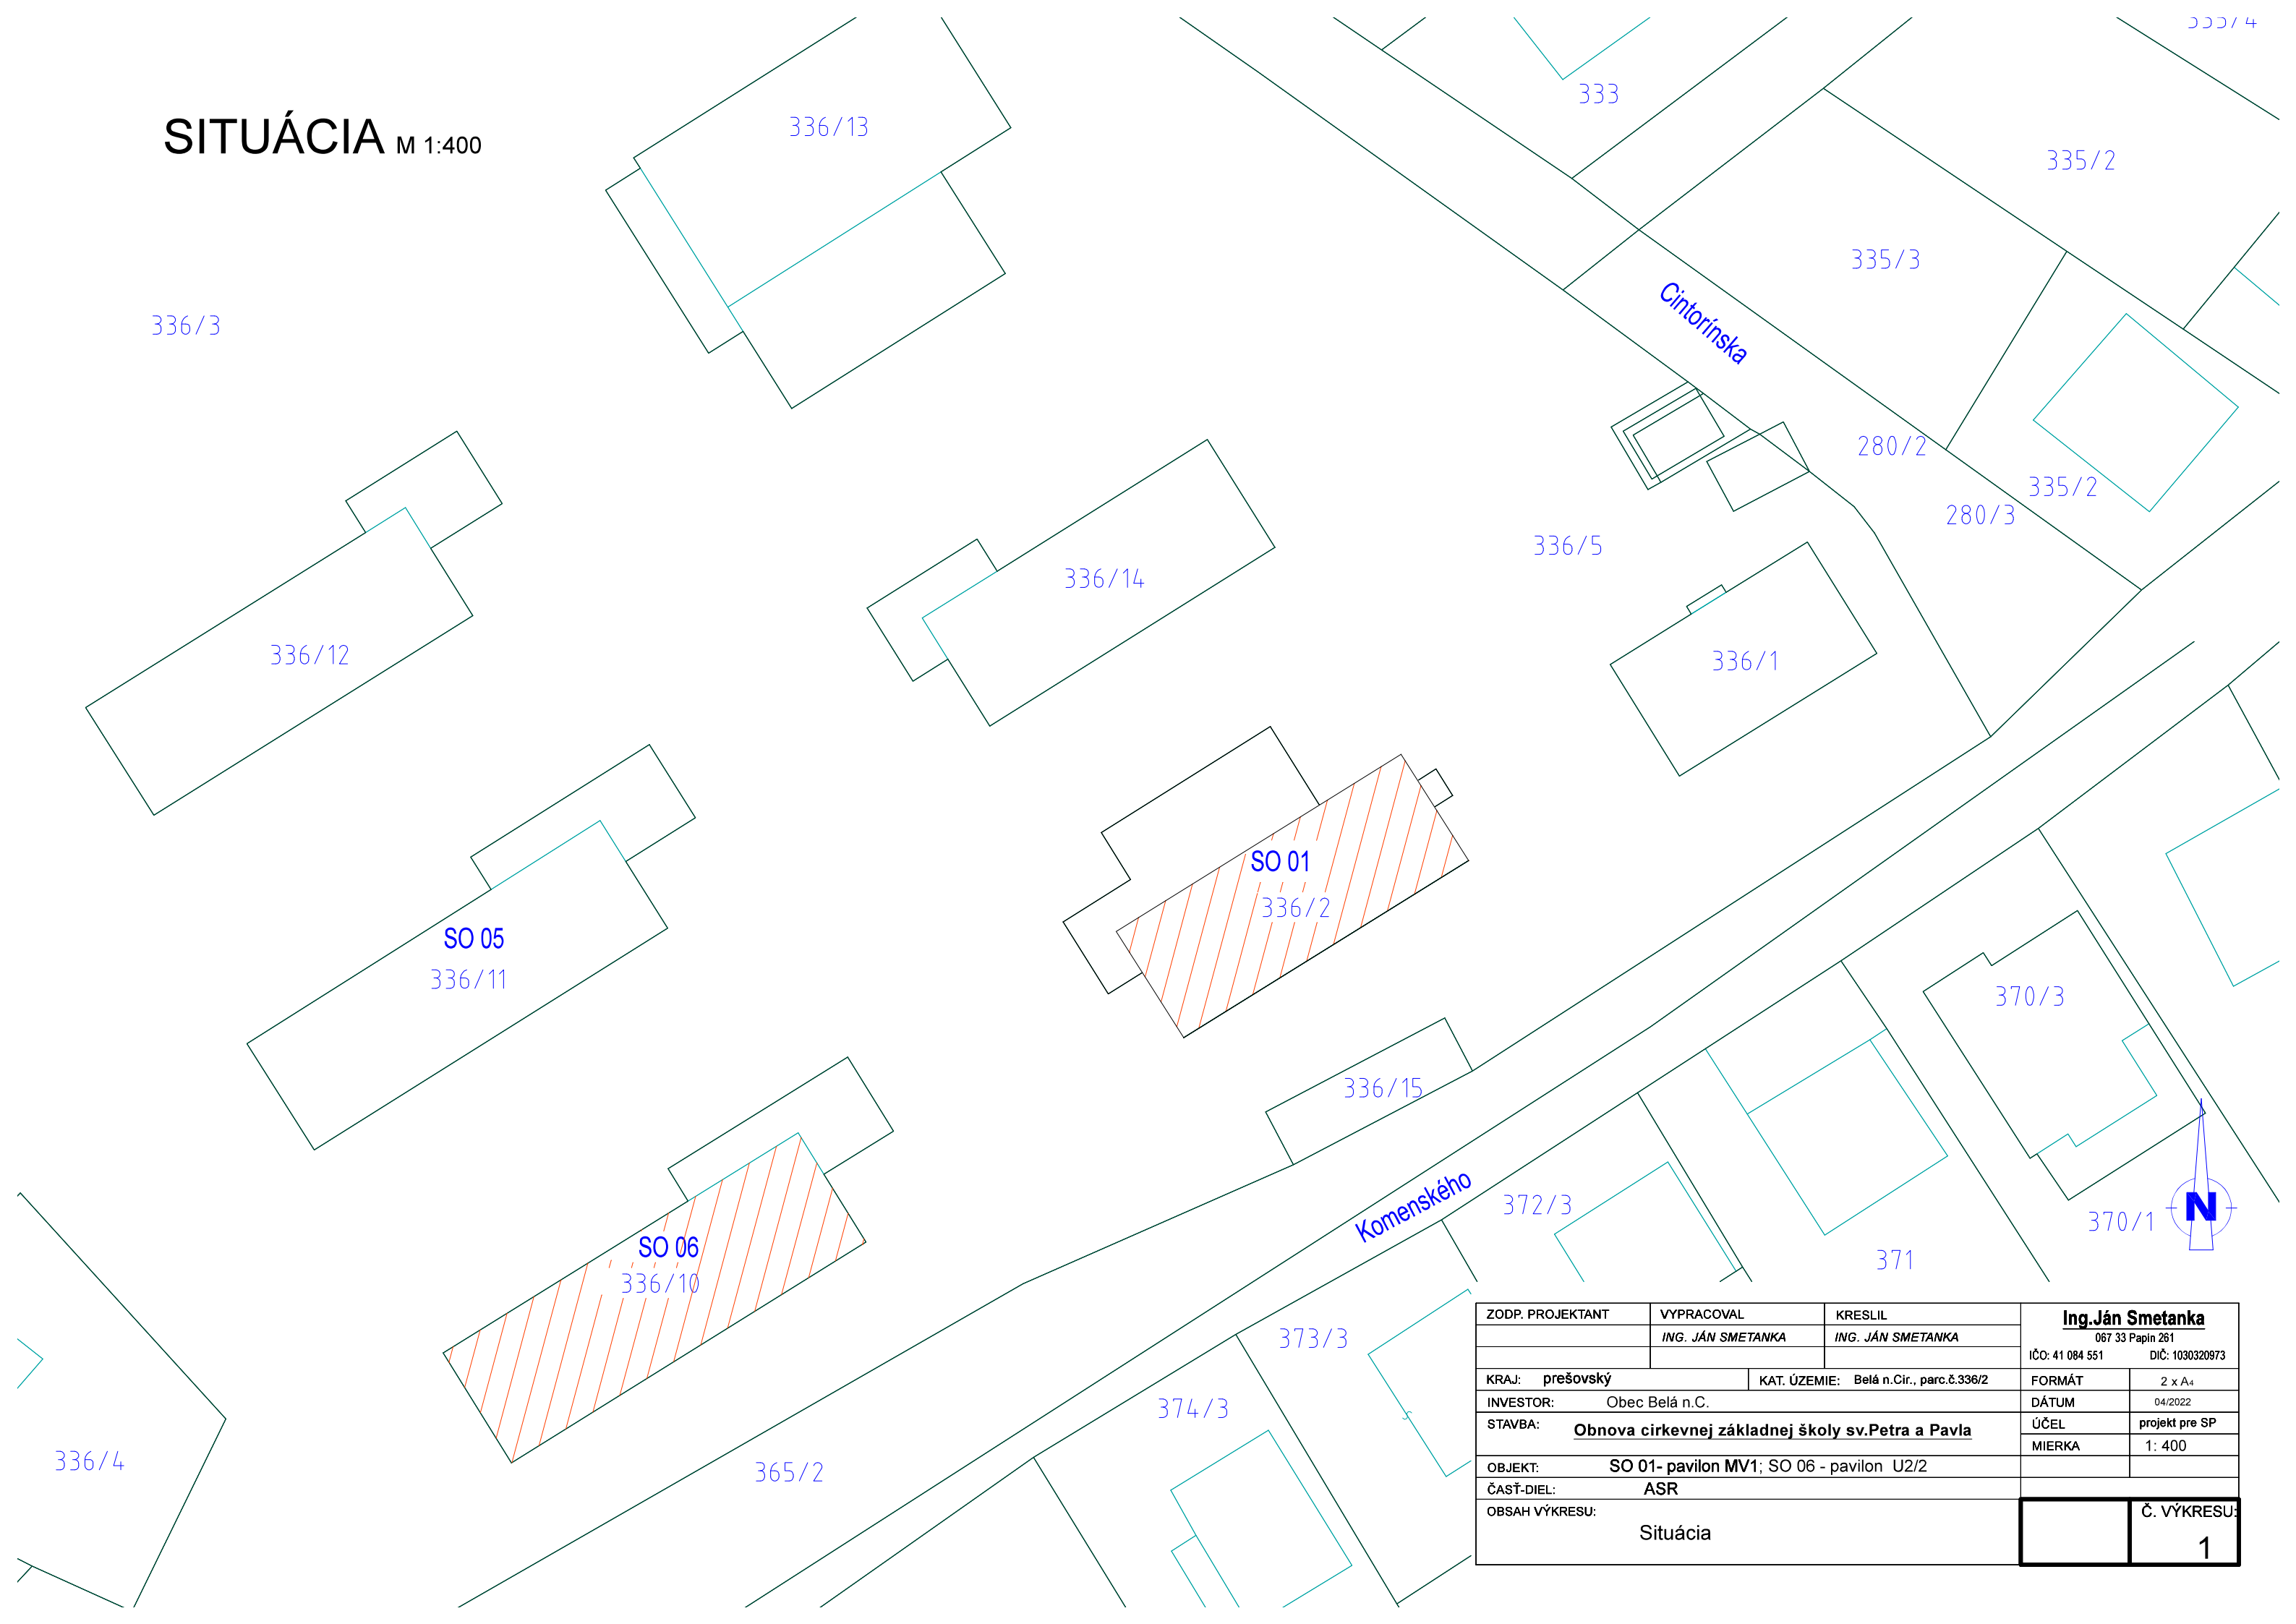 333/4
SITUÁCIA M 1:400
336/13
333
335/2
335/3
336/3
Cintorínska
280/2
335/2
280/3
336/5
336/14
336/12
336/1
SO 01
336/2
SO 05
336/11
370/3
336/15
Komenského
372/3
370/1
N
371
SO 06
336/10
373/3
374/3
336/4
365/2
ZODP. PROJEKTANT VYPRACOVAL KRESLIL
ING. JÁN SMETANKA ING. JÁN SMETANKA
Ing.Ján Smetanka
067 33 Papin 261
IČO: 41 084 551 DIČ: 1030320973
KRAJ: prešovský KAT. ÚZEMIE: Belá n.Cir., parc.č.336/2
FORMÁT 2 x A4
INVESTOR: Obec Belá n.C.
DÁTUM 04/2022
STAVBA: Obnova cirkevnej základnej školy sv.Petra a Pavla
ÚČEL projekt pre SP
MIERKA 1: 400
OBJEKT: SO 01- pavilon MV1; SO 06 - pavilon U2/2
ČASŤ-DIEL: ASR
OBSAH VÝKRESU:
Situácia
Č. VÝKRESU:
1